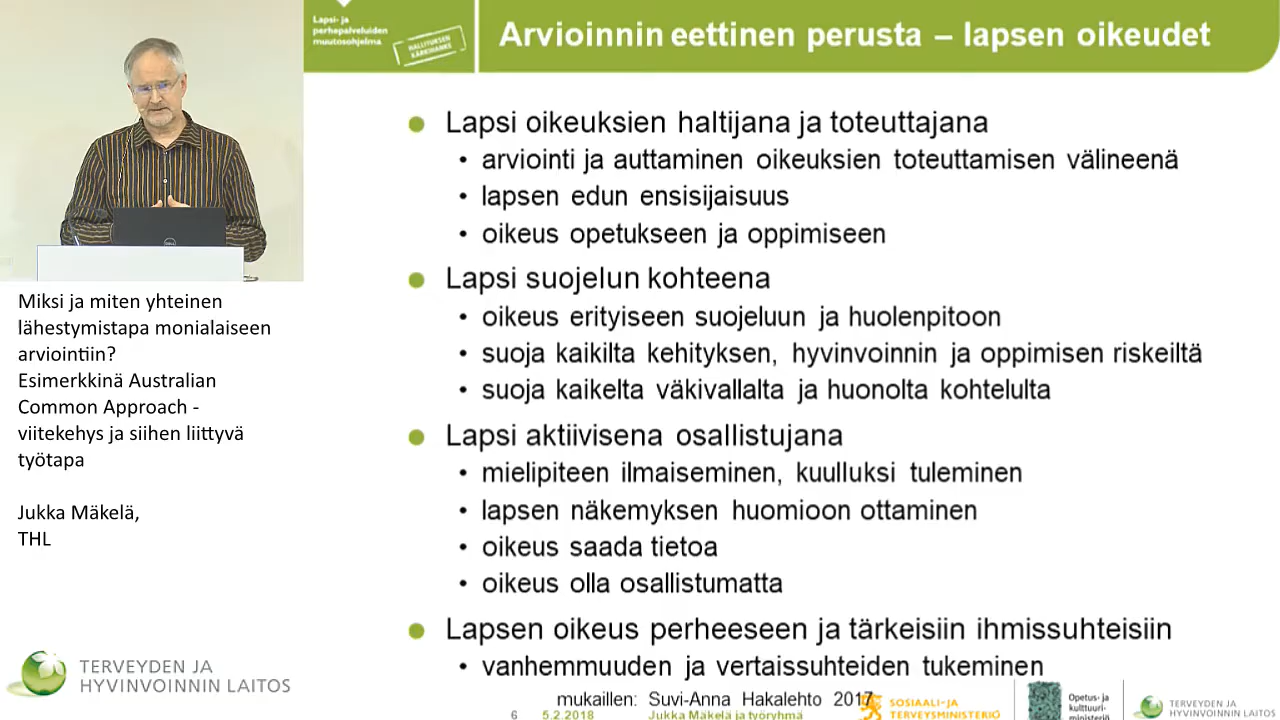 Lapsi- ja
perhepalveluiden
muutosohjelma
HALLITUKSEN
KÄRKIHANKE
Arvioinnin eettinen perusta – lapsen oikeudet
• Lapsi oikeuksien haltijana ja toteuttajana
• arviointi ja auttaminen oikeuksien toteuttamisen välineenä
• lapsen edun ensisijaisuus
• oikeus opetukseen ja oppimiseen
• Lapsi suojelun kohteena
• oikeus erityiseen suojeluun ja huolenpitoon
• suoja kaikilta kehityksen, hyvinvoinnin ja oppimisen riskeiltä
• suoja kaikelta väkivallalta ja huonolta kohtelulta
• Lapsi aktiivisena osallistujana
• mielipiteen ilmaiseminen, kuulluksi tuleminen
• lapsen näkemyksen huomioon ottaminen
• oikeus saada tietoa
• oikeus olla osallistumatta
• Lapsen oikeus perheeseen ja tärkeisiin ihmissuhteisiin
• vanhemmuuden ja vertaissuhteiden tukeminen
mukaillen: Suvi-Anna Hakalehto 2017
6 5.2.2018 Jukka Mäkelä ja työryhmä
SOSIAALI- JA
TERVEYSMINISTERIÖ
Opetus- ja
kulttuuri-
ministeriö
TERVEYDEN JA
HYVINVOINNIN LAITOS
DELL
Miksi ja miten yhteinen
lähestymistapa monialaiseen
arviointiin?
Esimerkkinä Australian
Common Approach -
viitekehys ja siihen liittyvä
työtapa
Jukka Mäkelä,
THL
TERVEYDEN JA
HYVINVOINNIN LAITOS